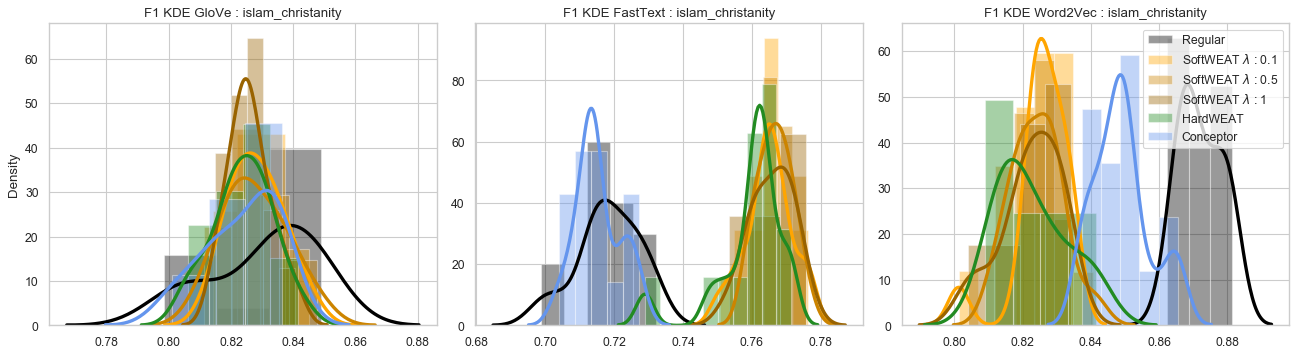 F1 KDE GloVe : islam_christanity
F1 KDE FastText : islam_christanity
F1 KDE Word2Vec : islam_christanity
Density
60
50
40
30
20
10
0
0.78 0.80 0.82 0.84 0.86 0.88
80
60
40
20
0
0.68 0.70 0.72 0.74 0.76 0.78
60
50
40
30
20
10
0
0.80 0.82 0.84 0.86 0.88
Regular
SoftWEAT λ : 0.1
SoftWEAT λ : 0.5
SoftWEAT λ : 1
HardWEAT
Conceptor